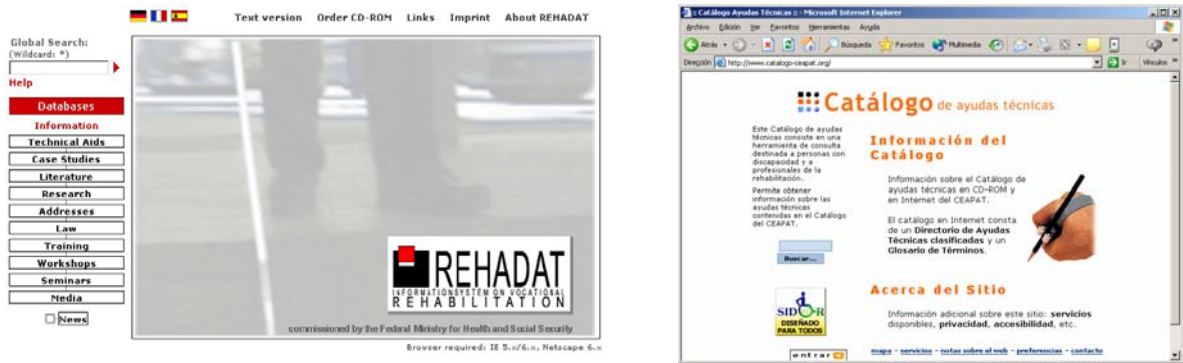 Text version Order CD-ROM Links Imprint About REHADAT
Global Search:
(Wildcard: *)
Help
Databases
Information
Technical Aids
Case Studies
Literature
Research
Addresses
Law
Training
Workshops
Seminars
Media
News
REHADAT
INFORMATIONSYSTEM ON VOCATIONAL
REHABILITATION
commissioned by the Federal Ministry for Health and Social Security
Browser required: IE 5.x/6.x, Netscape 6.x
:: Catálogo Ayudas Técnicas :: - Microsoft Internet Explorer
Archivo Edición Ver Favoritos Herramientas Ayuda
Atrás Búsqueda Favoritos Multimedia
Dirección http://www.catalogo-ceapat.org/ Ir Vínculos
Catálogo de ayudas técnicas
Este Catálogo de ayudas
técnicas consiste en una
herramienta de consulta
destinada a personas con
discapacidad y a
profesionales de la
rehabilitación.
Permite obtener
información sobre las
ayudas técnicas
contenidas en el Catálogo
del CEAPAT.
Buscar...
SIDAR
DISEÑADO
PARA TODOS
entrar
Información del
Catálogo
Información sobre el Catálogo de
ayudas técnicas en CD-ROM y
en Internet del CEAPAT.
El catálogo en Internet consta
de un Directorio de Ayudas
Técnicas clasificadas y un
Glosario de Términos.
Acerca del Sitio
Información adicional sobre este sitio: servicios
disponibles, privacidad, accesibilidad, etc.
mapa - servicios - notas sobre el web - preferencias - contacto